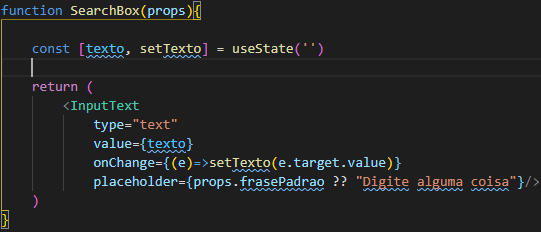 function SearchBox(props){
const [texto, setTexto] = useState('')
return (
<InputText
type="text"
value={texto}
onChange={(e)=>setTexto(e.target.value)}
placeholder={props.frasePadrao ?? "Digite alguma coisa"}/>
)
}